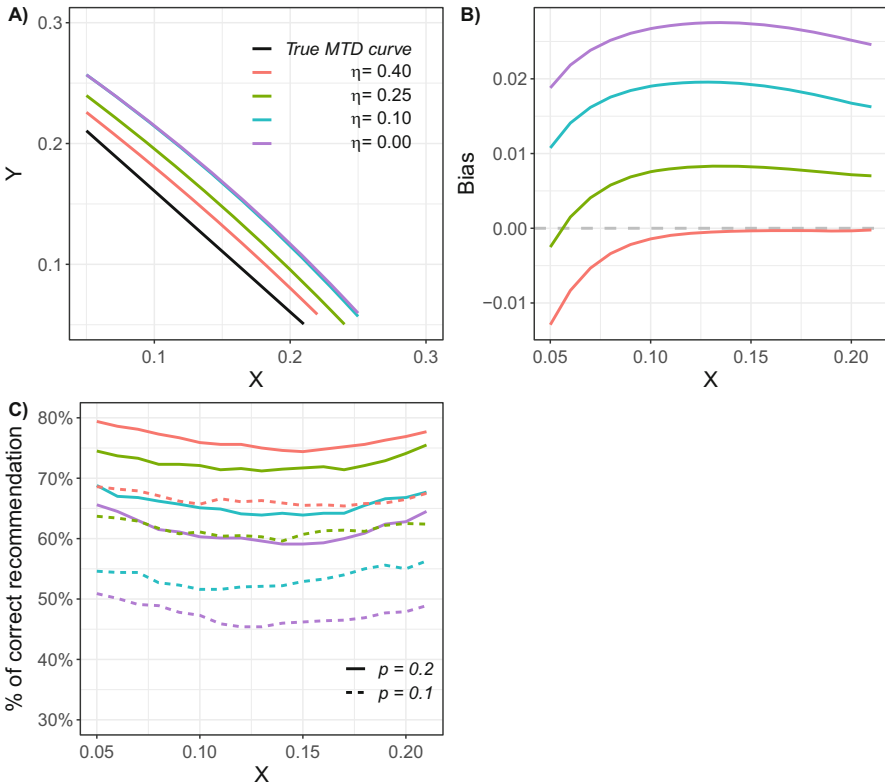 A)
0.3
0.2
0.1
Y
True MTD curve
η= 0.40
η= 0.25
η= 0.10
η= 0.00
0.1
0.2
0.3
X
B)
0.02
0.01
0.00
−0.01
Bias
0.05
0.10
0.15
0.20
X
C)
80%
70%
60%
50%
40%
30%
% of correct recommendation
p = 0.2
p = 0.1
0.05
0.10
0.15
0.20
X